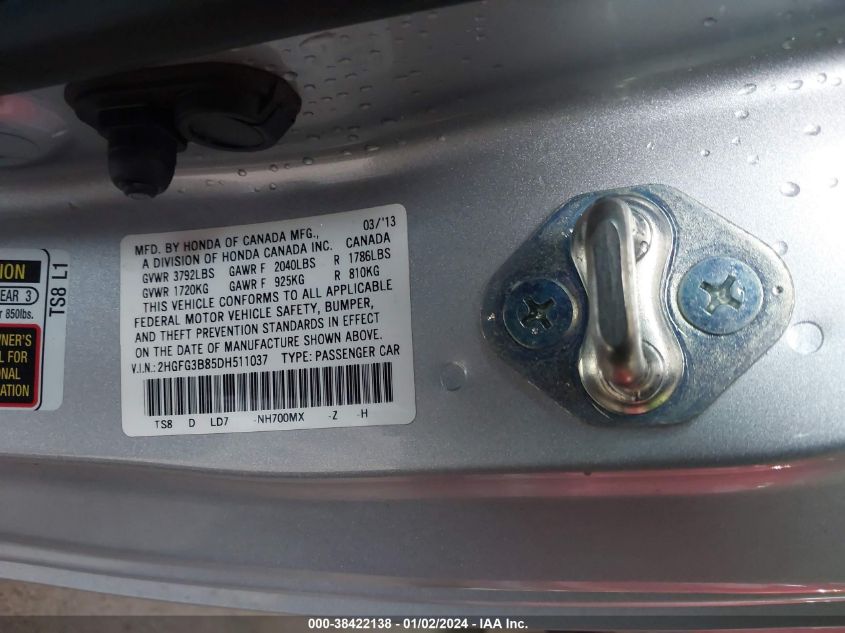 03/'13
MFD. BY HONDA OF CANADA MFG.,
A DIVISION OF HONDA CANADA INC. CANADA
GVWR 3792LBS GAWR F 2040LBS R 1786LBS
GVWR 1720KG GAWR F 925KG R 810KG
THIS VEHICLE CONFORMS TO ALL APPLICABLE
FEDERAL MOTOR VEHICLE SAFETY, BUMPER,
AND THEFT PREVENTION STANDARDS IN EFFECT
ON THE DATE OF MANUFACTURE SHOWN ABOVE.
V.I.N.:2HGFG3B85DH511037 TYPE: PASSENGER CAR
TS8 D LD7 -NH700MX -Z -H
ION
EAR 3
r 850lbs.
WNER'S
L FOR
ONAL
ATION
TS8 L1
000-38422138 - 01/02/2024 - IAA Inc.